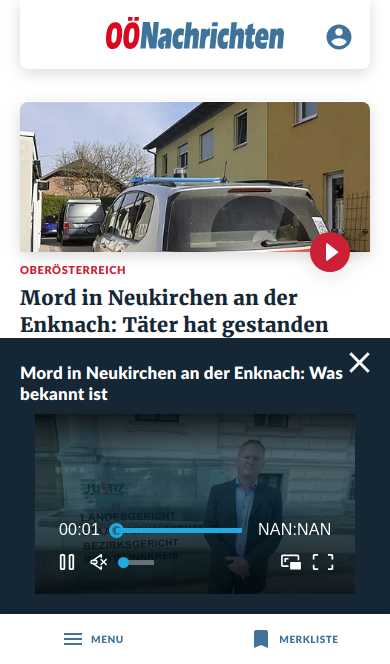 OÖNachrichten
OBERÖSTERREICH
Mord in Neukirchen an der
Enknach: Täter hat gestanden
Mord in Neukirchen an der Enknach: Was
bekannt ist
Justiz
LANDESGERICHT
BEZIRKSGERICHT
00:01
NAN:NAN
MENU
MERKLISTE